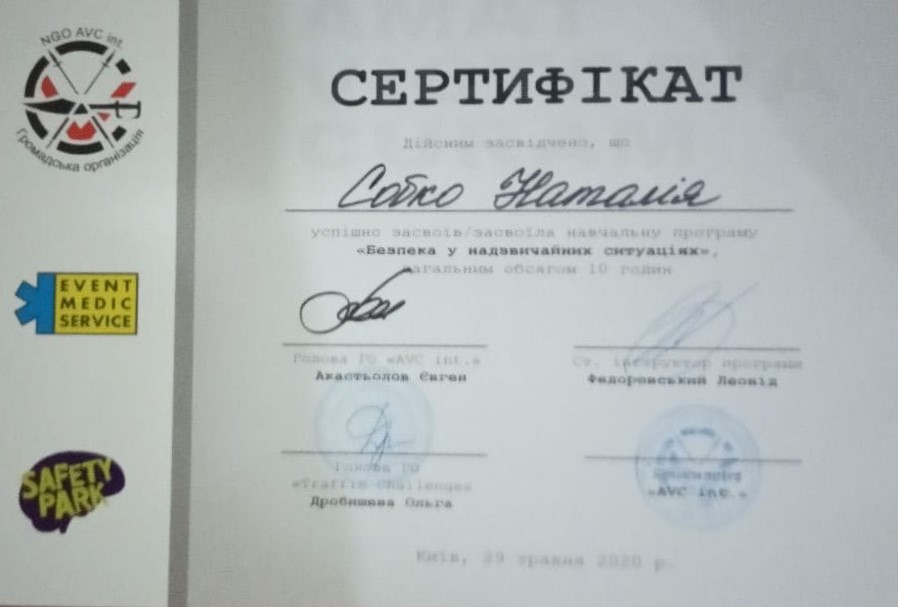 NGO AVC int.
Громадська організація
СЕРТИФІКАТ
Дійсним засвідчено, що
Собко Наталія
успішно засвоїв/засвоїла навчальну програму
«Безпека у надзвичайних ситуаціях»,
загальним обсягом 10 годин
EVENT
MEDIC
SERVICE
Голова ГО «AVC int.»
Ст. інструктор програми
Акастьолов Євген
Федоровський Леонід
SAFETY
PARK
Голова ГО
«Traffic Challenge»
Дробишева Ольга
«AVC int.»
Київ, 29 травня 2020 р.